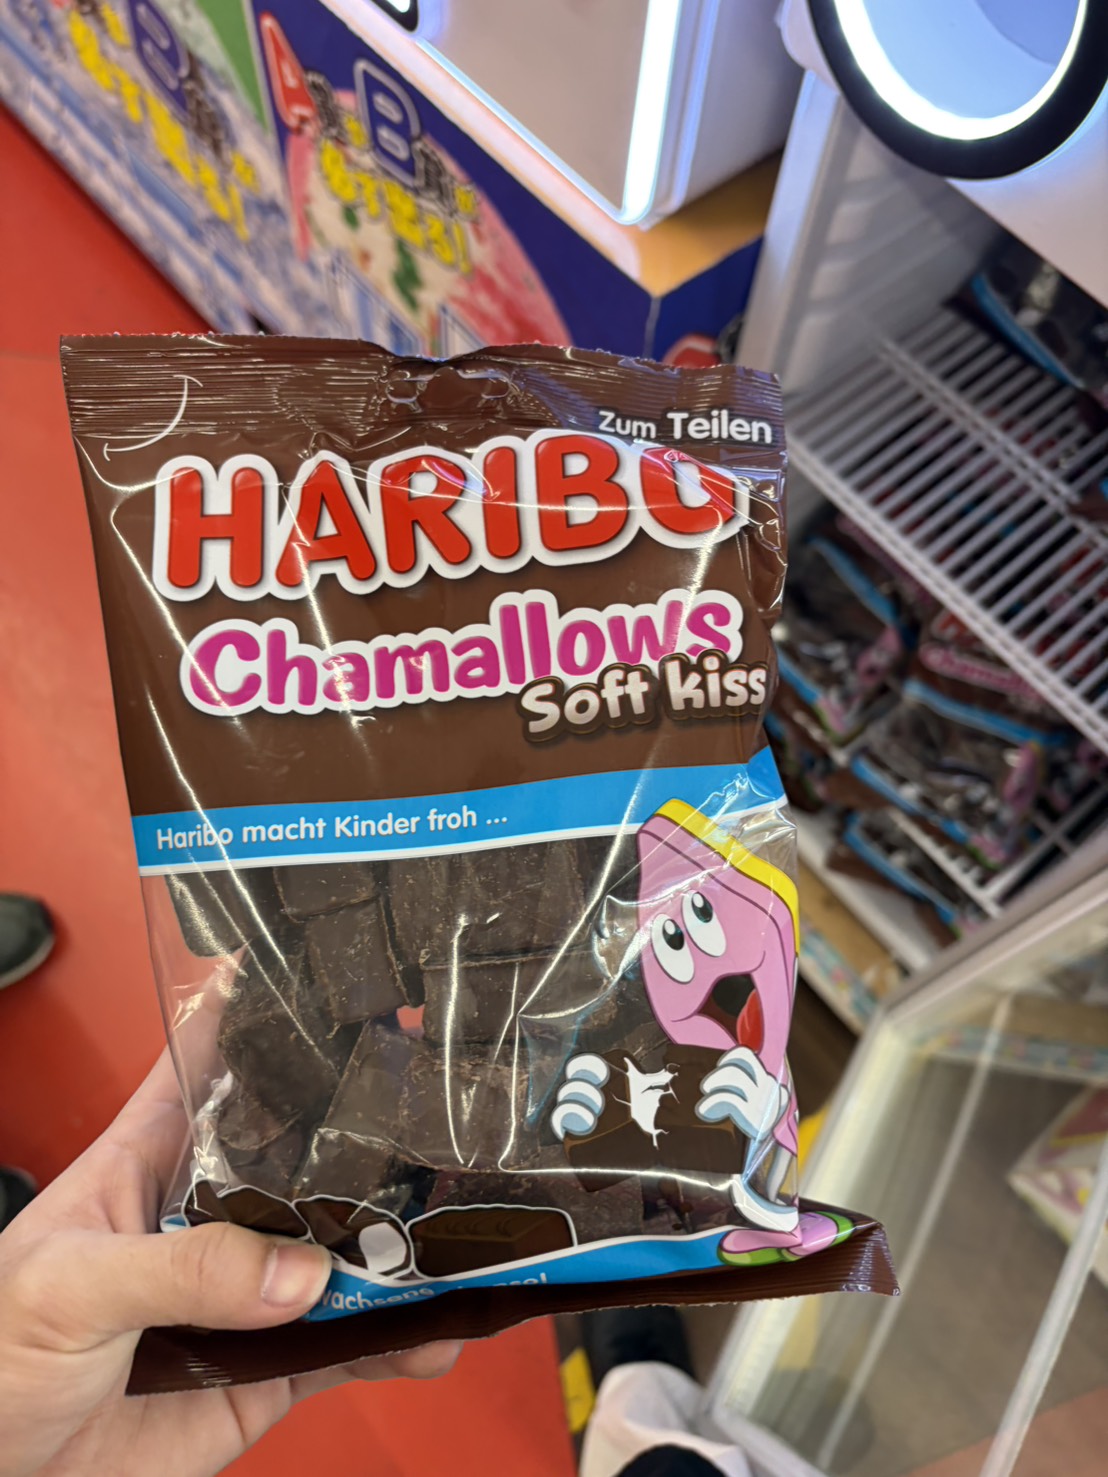 Zum Teilen
HARIBO
Chamallows
Soft kiss
Haribo macht Kinder froh ...